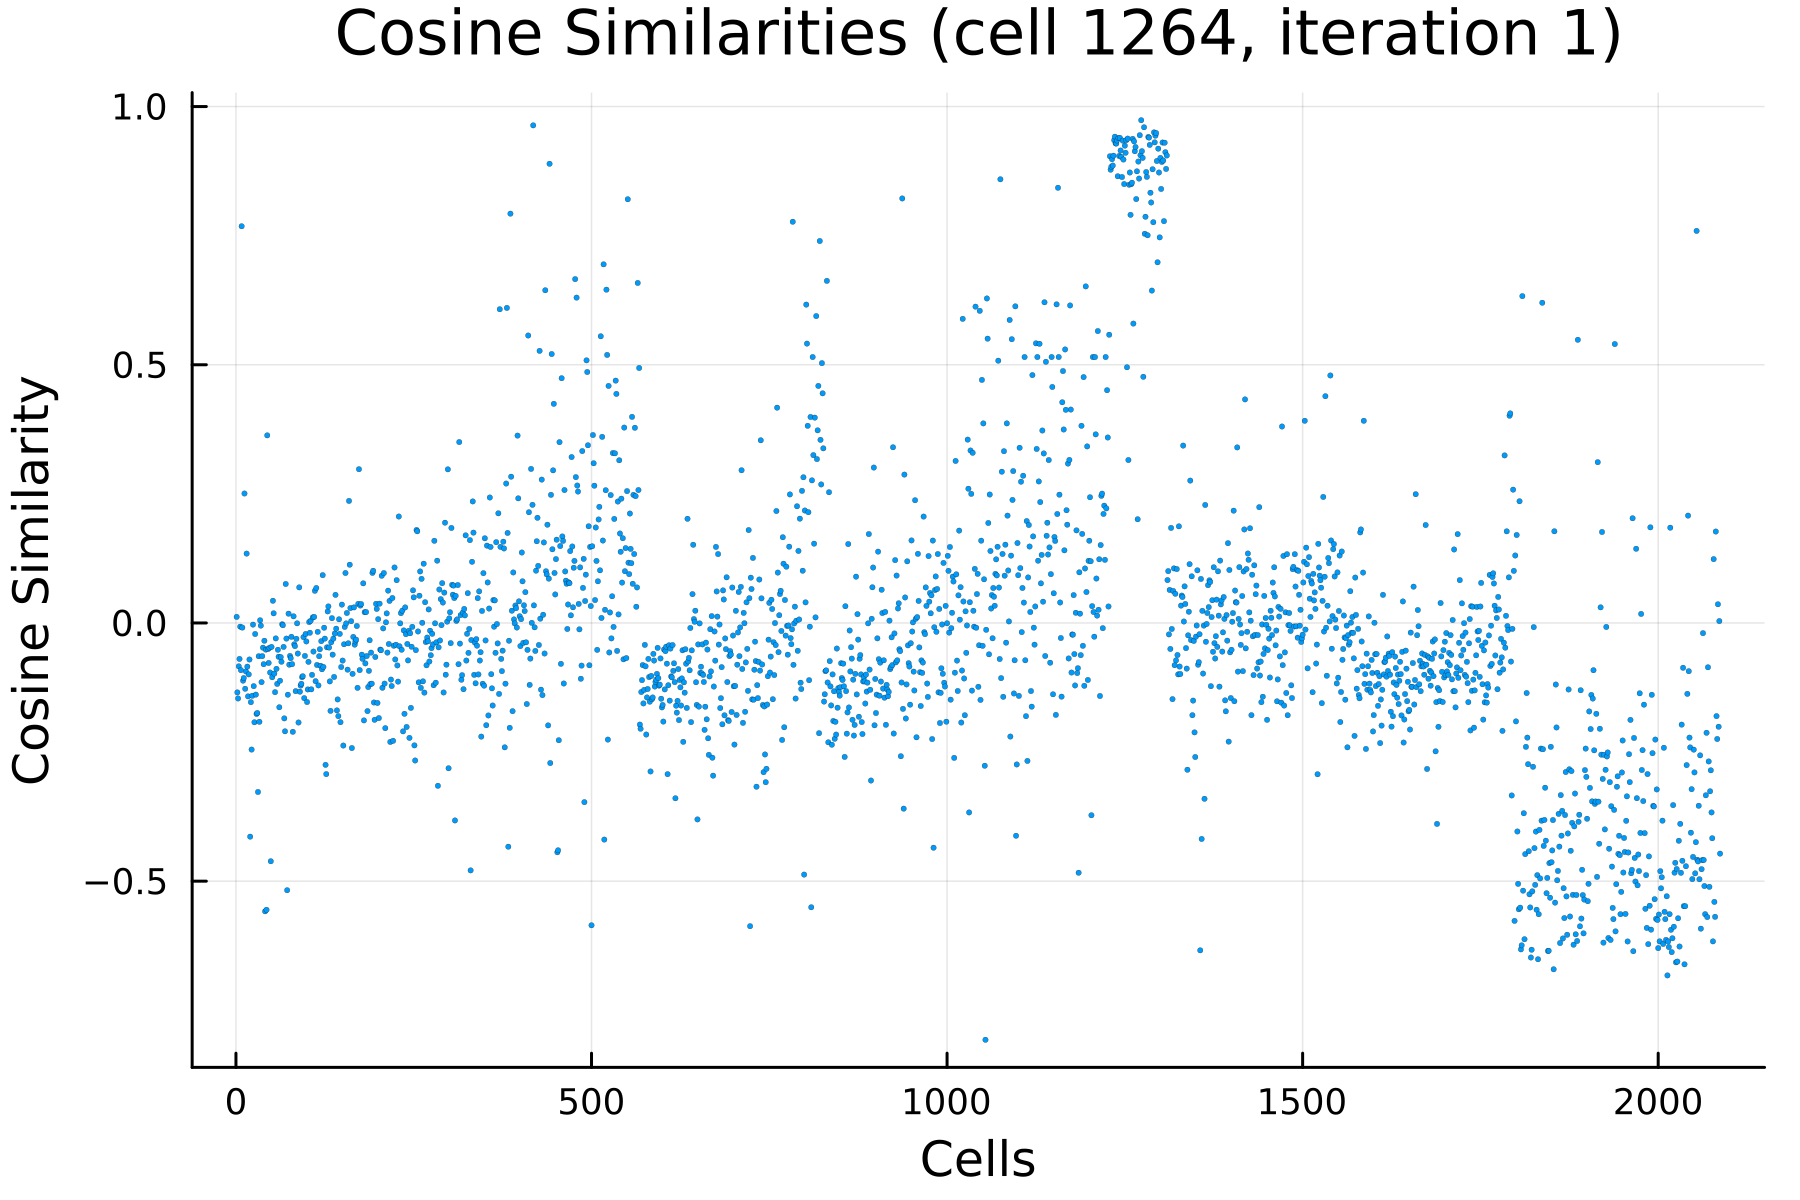 Cosine Similarities (cell 1264, iteration 1)
1.0
0.5
0.0
−0.5
Cosine Similarity
0 500 1000 1500 2000
Cells